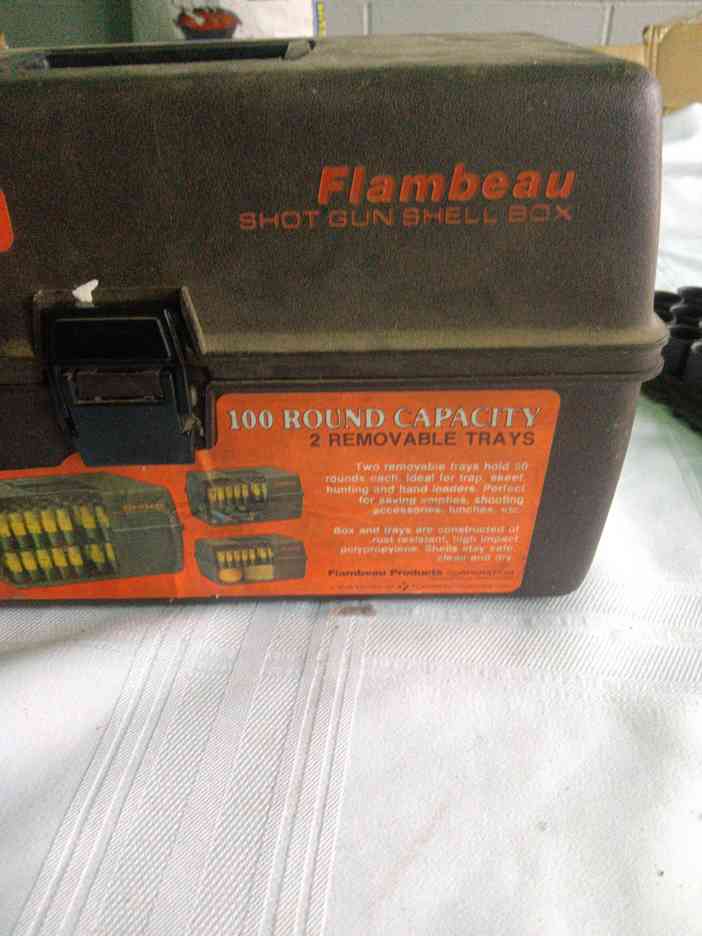 Flambeau
SHOT GUN SHELL BOX
100 ROUND CAPACITY
2 REMOVABLE TRAYS
Two removable trays hold 50
rounds each. Ideal for trap, skeet,
hunting and hand loaders. Perfect
for saving empties, shooting
accessories, lunches, etc.
Box and trays are constructed of
rust resistant, high impact
polypropylene. Shells stay safe,
clean and dry.
Flambeau Products CORPORATION